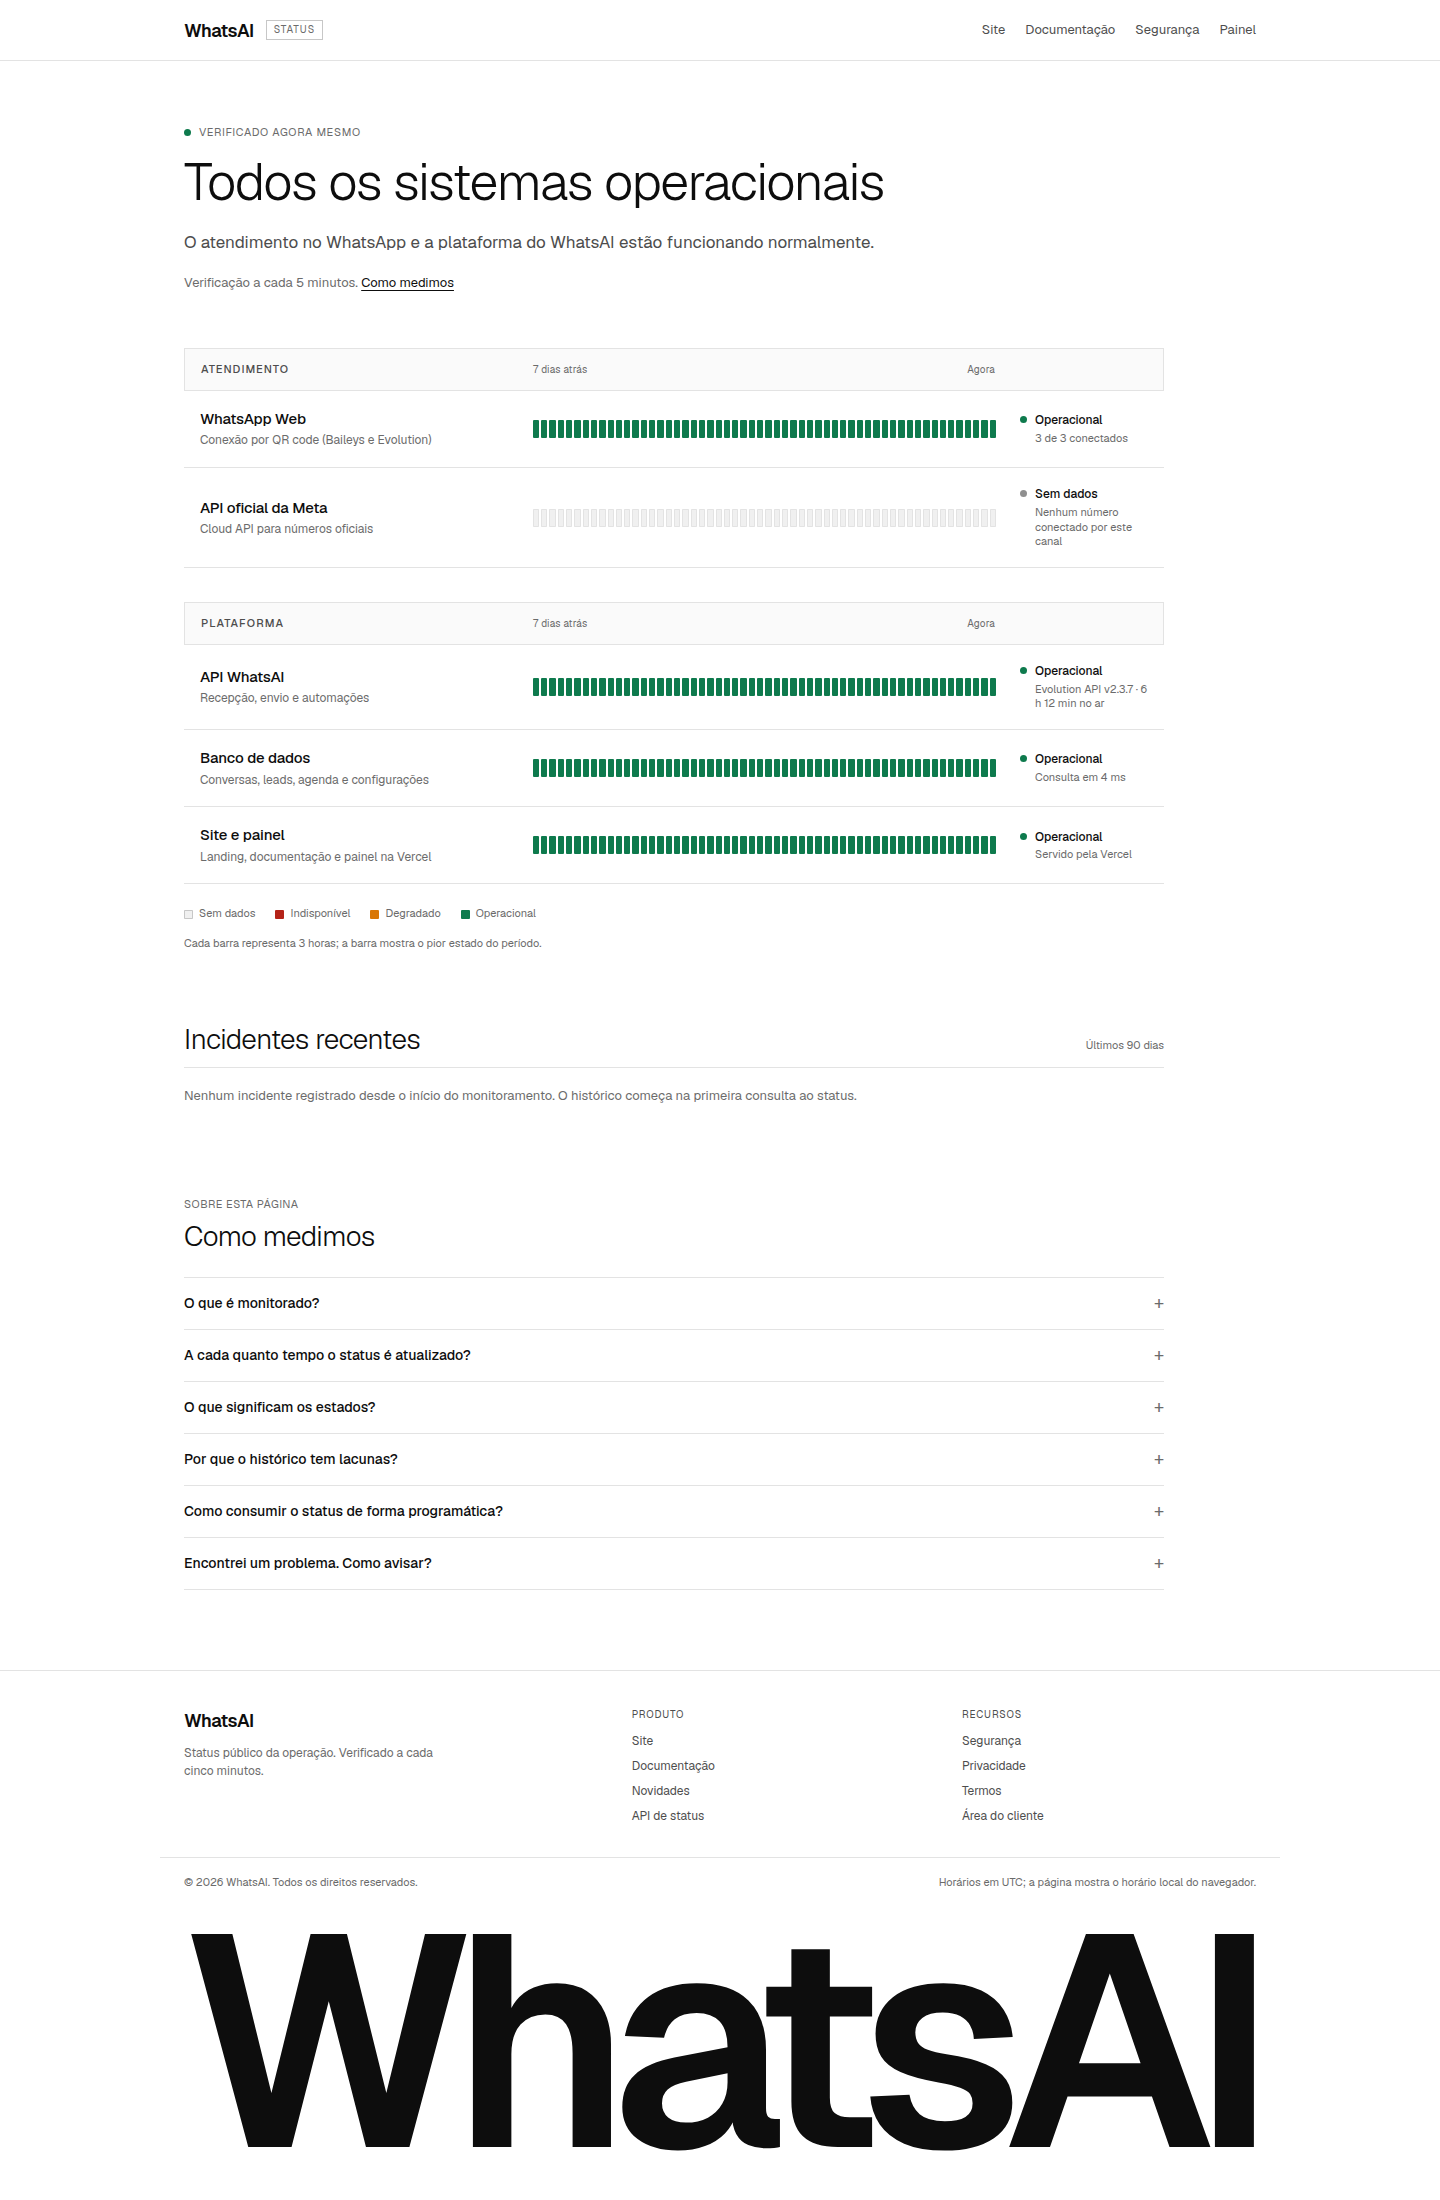 WhatsAI
STATUS
Site
Documentação
Segurança
Painel
VERIFICADO AGORA MESMO
Todos os sistemas operacionais
O atendimento no WhatsApp e a plataforma do WhatsAI estão funcionando normalmente.
Verificação a cada 5 minutos. Como medimos
ATENDIMENTO
7 dias atrás
Agora
WhatsApp Web
Conexão por QR code (Baileys e Evolution)
Operacional
3 de 3 conectados
API oficial da Meta
Cloud API para números oficiais
Sem dados
Nenhum número
conectado por este
canal
PLATAFORMA
7 dias atrás
Agora
API WhatsAI
Recepção, envio e automações
Operacional
Evolution API v2.3.7 · 6
h 12 min no ar
Banco de dados
Conversas, leads, agenda e configurações
Operacional
Consulta em 4 ms
Site e painel
Landing, documentação e painel na Vercel
Operacional
Servido pela Vercel
Sem dados
Indisponível
Degradado
Operacional
Cada barra representa 3 horas; a barra mostra o pior estado do período.
Incidentes recentes
Últimos 90 dias
Nenhum incidente registrado desde o início do monitoramento. O histórico começa na primeira consulta ao status.
SOBRE ESTA PÁGINA
Como medimos
O que é monitorado?
+
A cada quanto tempo o status é atualizado?
+
O que significam os estados?
+
Por que o histórico tem lacunas?
+
Como consumir o status de forma programática?
+
Encontrei um problema. Como avisar?
+
WhatsAI
Status público da operação. Verificado a cada
cinco minutos.
PRODUTO
Site
Documentação
Novidades
API de status
RECURSOS
Segurança
Privacidade
Termos
Área do cliente
© 2026 WhatsAI. Todos os direitos reservados.
Horários em UTC; a página mostra o horário local do navegador.
WhatsAI